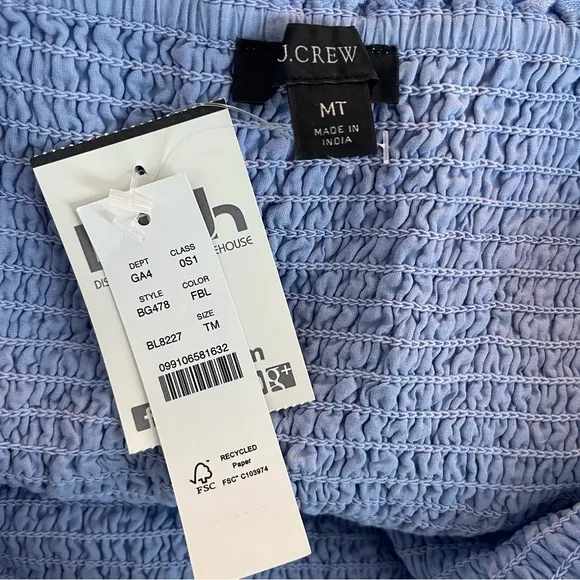 J.CREW
MT
MADE IN
INDIA
DEPT CLASS
GA4 0S1
STYLE COLOR
BG478 FBL
SIZE
BL8227 TM
099106581632
FSC
RECYCLED
Paper
FSC® C103974